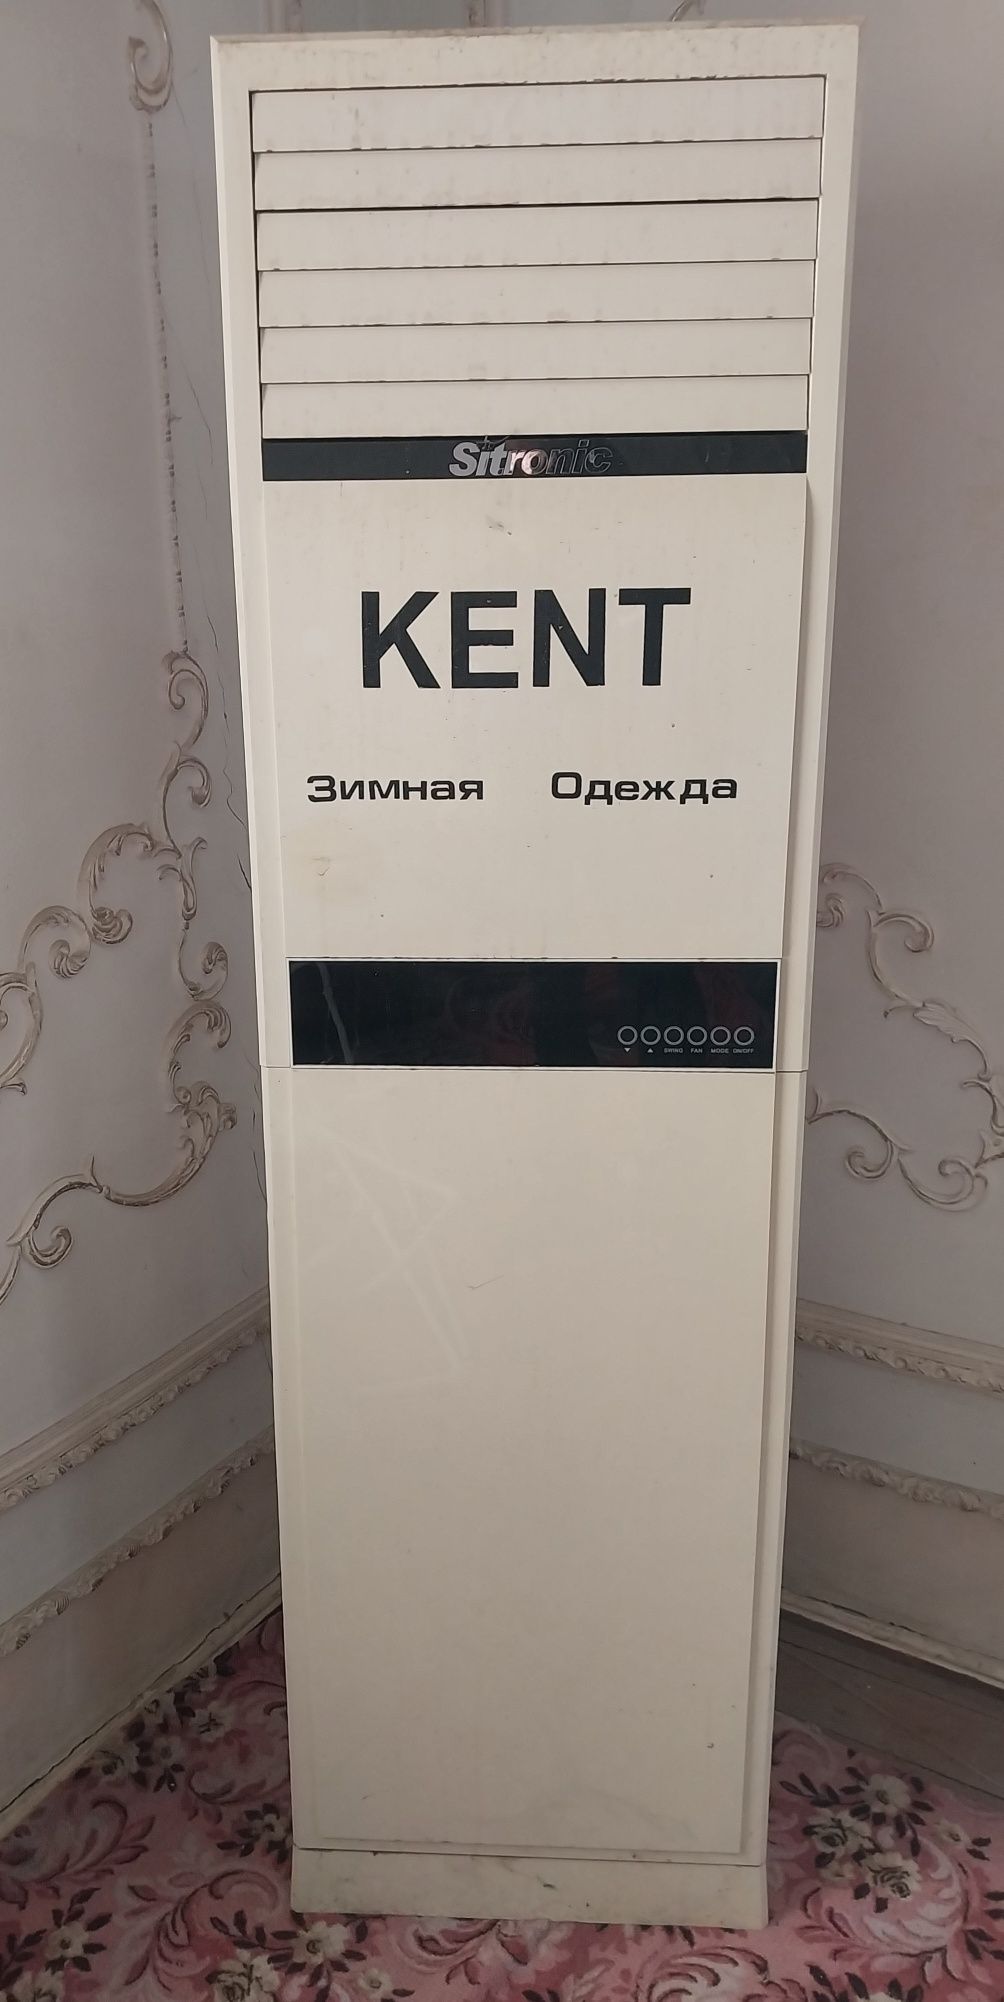 Sitronic
KENT
Зимная Одежда
▼ ▲ SWING FAN MODE ON/OFF